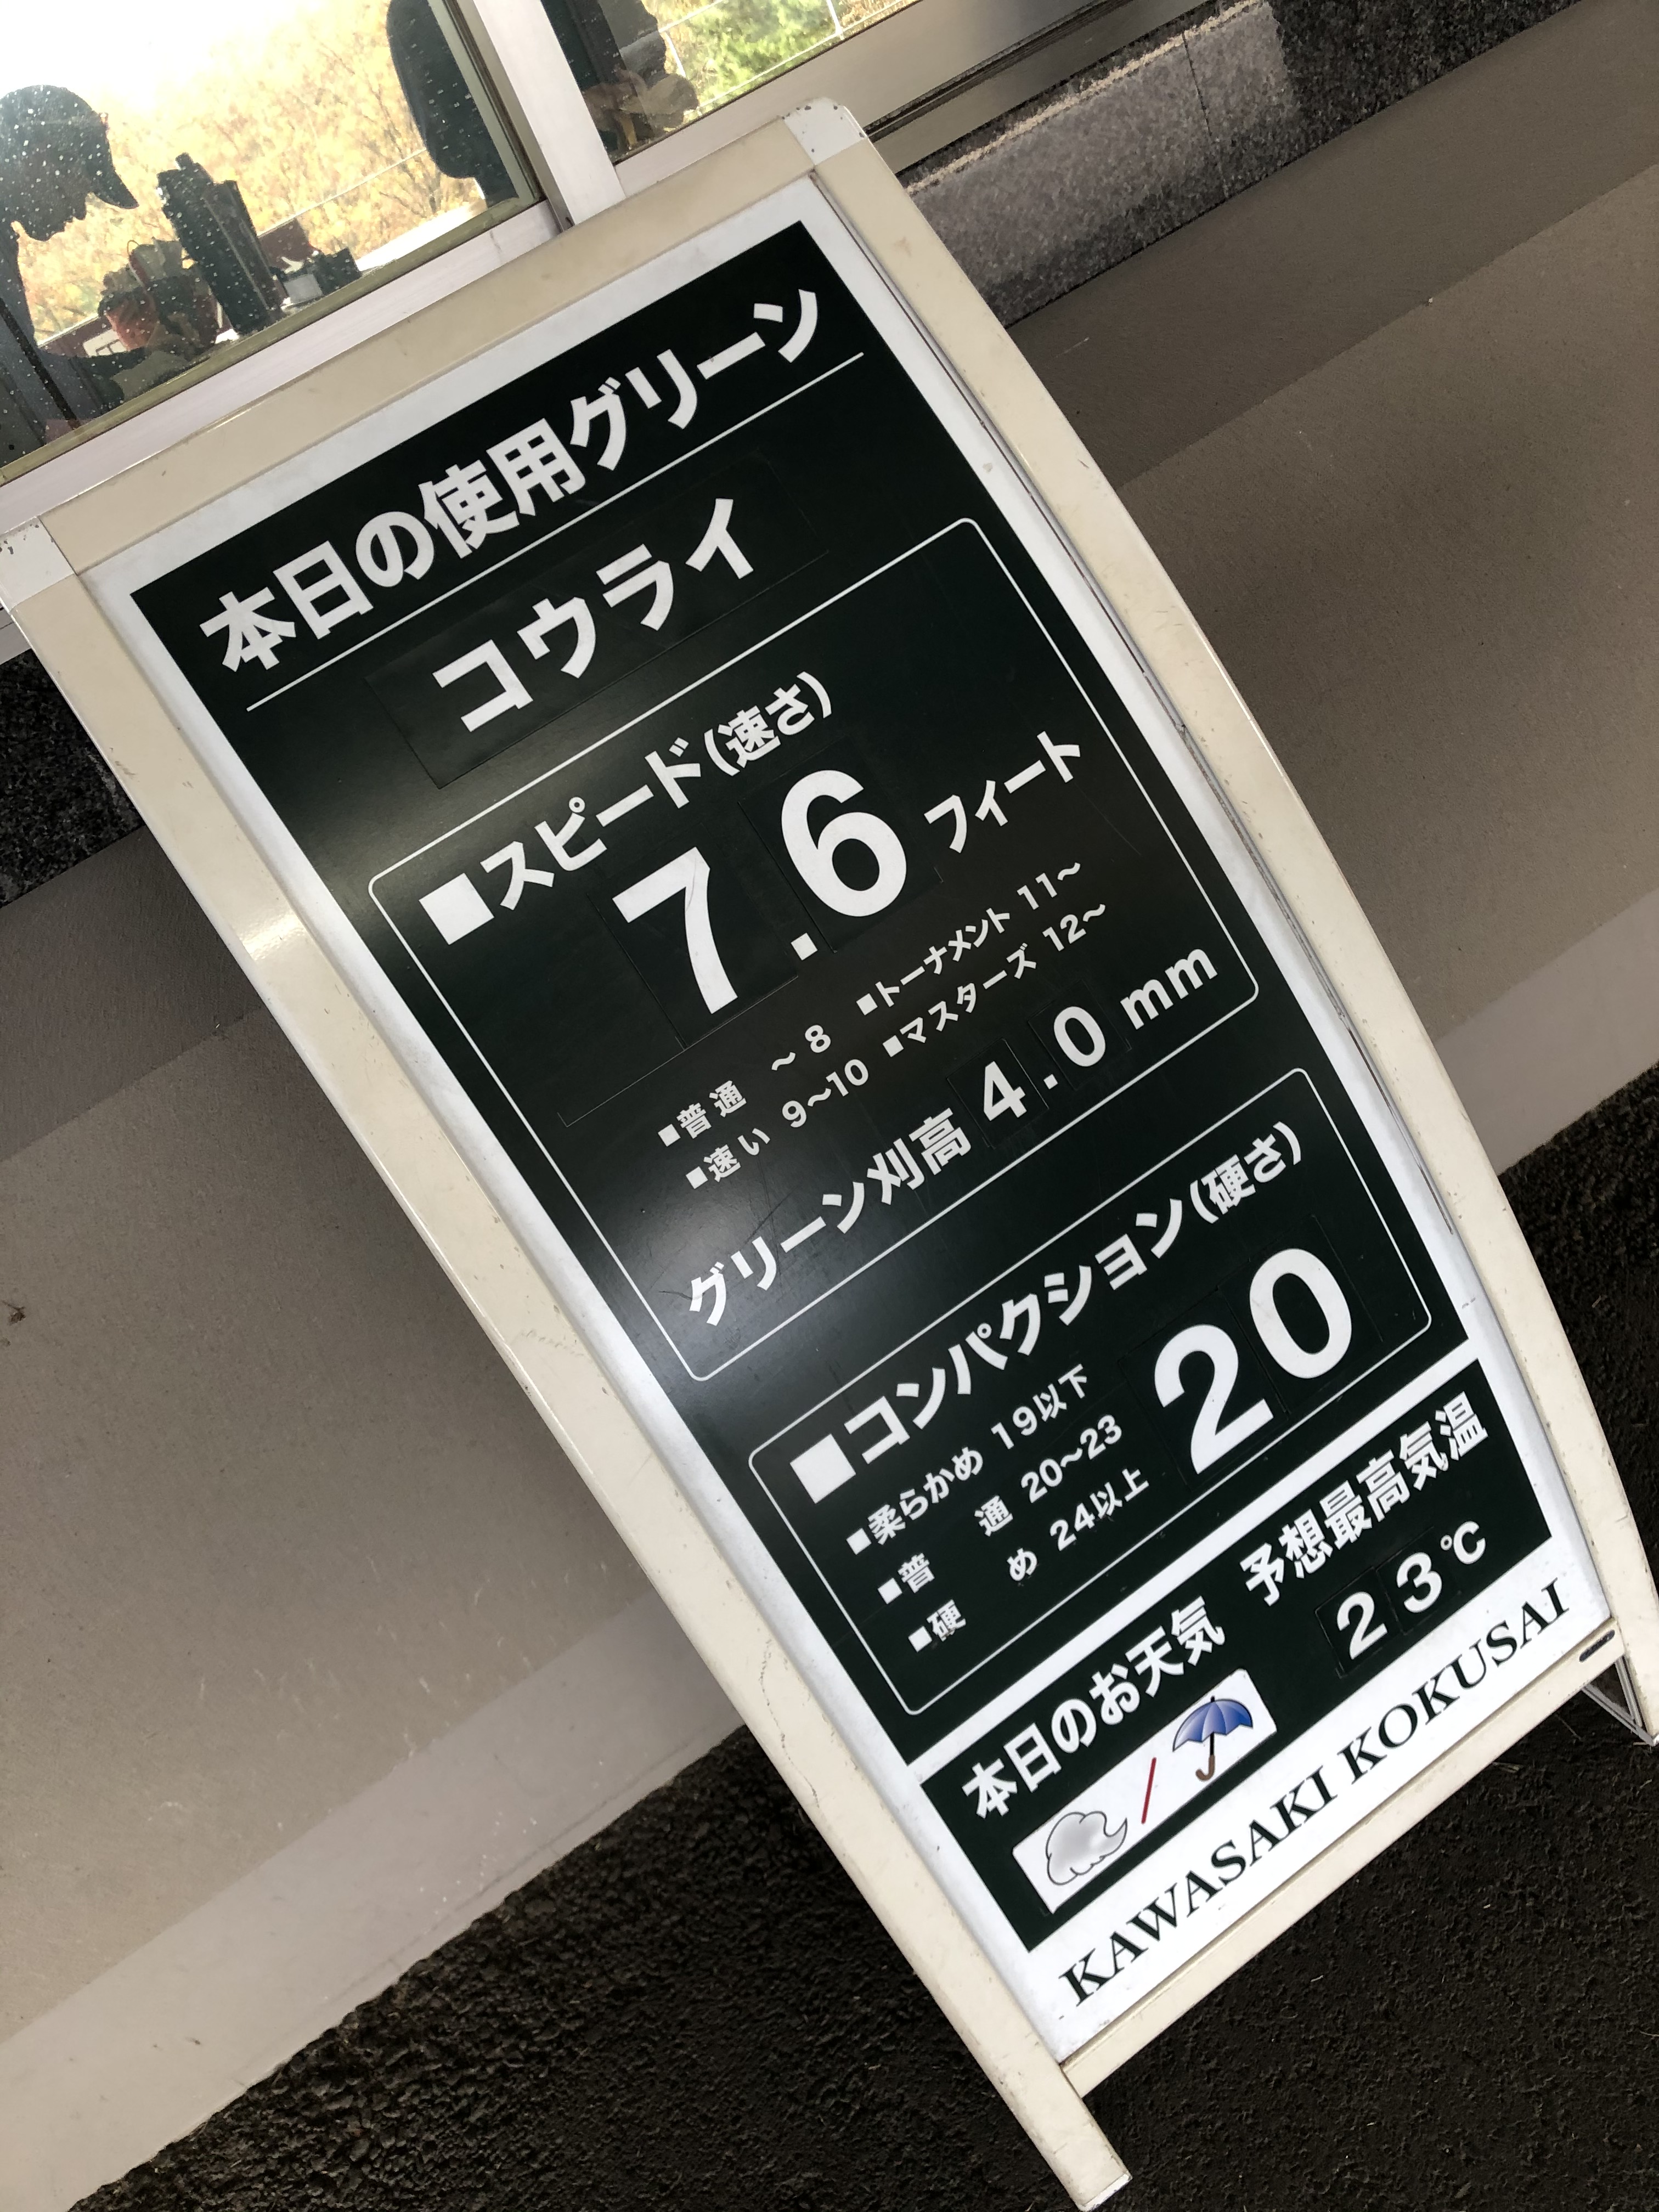 本日の使用グリーン
コウライ
■スピード(速さ)
7.6フィート
■普通 ～8 ■トーナメント 11～
■速い 9～10 ■マスターズ 12～
グリーン刈高 4.0 mm
■コンパクション(硬さ)
■柔らかめ 19以下
■普 通 20～23
■硬 め 24以上
20
本日のお天気 予想最高気温
/ 23℃
KAWASAKI KOKUSAI